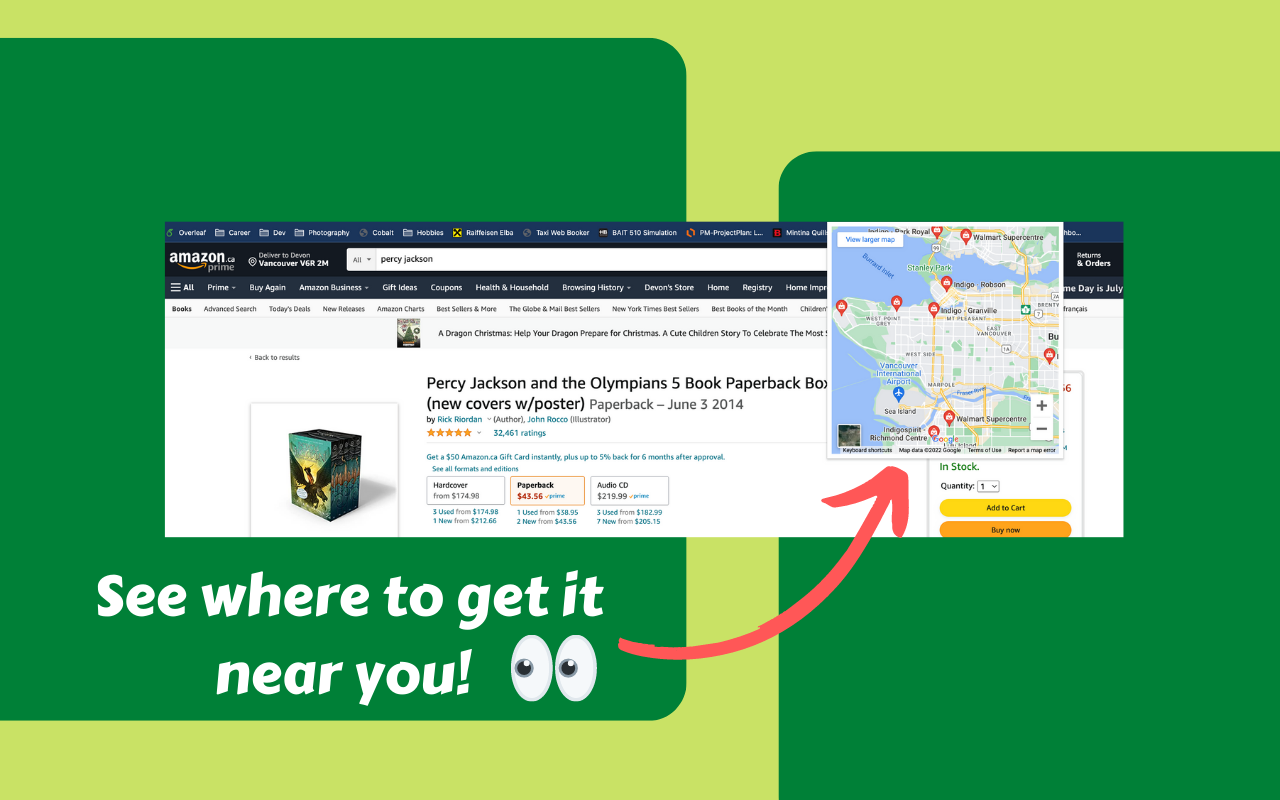 Overleaf Career Dev Photography Cobalt Hobbies Raiffeisen Elba Taxi Web Booker BAIT 510 Simulation PM-ProjectPlan: L...
amazon.ca
prime
Deliver to Devon
Vancouver V6R 2M
All
percy jackson
Returns
& Orders
All Prime Buy Again Amazon Business Gift Ideas Coupons Health & Household Browsing History Devon's Store Home Registry
Books Advanced Search Today's Deals New Releases Amazon Charts Best Sellers & More The Globe & Mail Best Sellers New York Times Best Sellers Best Books of the Month
A Dragon Christmas: Help Your Dragon Prepare for Christmas. A Cute Children Story To Celebrate The Most
‹ Back to results
Percy Jackson and the Olympians 5 Book Paperback
(new covers w/poster) Paperback – June 3 2014
by Rick Riordan (Author), John Rocco (Illustrator)
32,461 ratings
Get a $50 Amazon.ca Gift Card instantly, plus up to 5% back for 6 months after approval.
See all formats and editions
Hardcover
from $174.98
3 Used from $174.98
1 New from $212.66
Paperback
$43.56 prime
1 Used from $38.95
2 New from $43.56
Audio CD
$219.99 prime
3 Used from $182.99
7 New from $205.15
View larger map
Park Royal
Walmart Supercentre
99
Burrard Inlet
Stanley Park
Indigo - Robson
Indigo - Granville
7A
7
WEST POINT
GREY
MT PLEASANT
EAST
VANCOUVER
Bu
1A
WEST SIDE
Vancouver
International
Airport
MARPOLE
Sea Island
Fraser River
Walmart Supercentre
Indigospirit -
Richmond Centre
Google
Keyboard shortcuts Map data ©2022 Google Terms of Use Report a map error
me Day is July
français
In Stock.
Quantity: 1
Add to Cart
Buy now
See where to get it
near you!